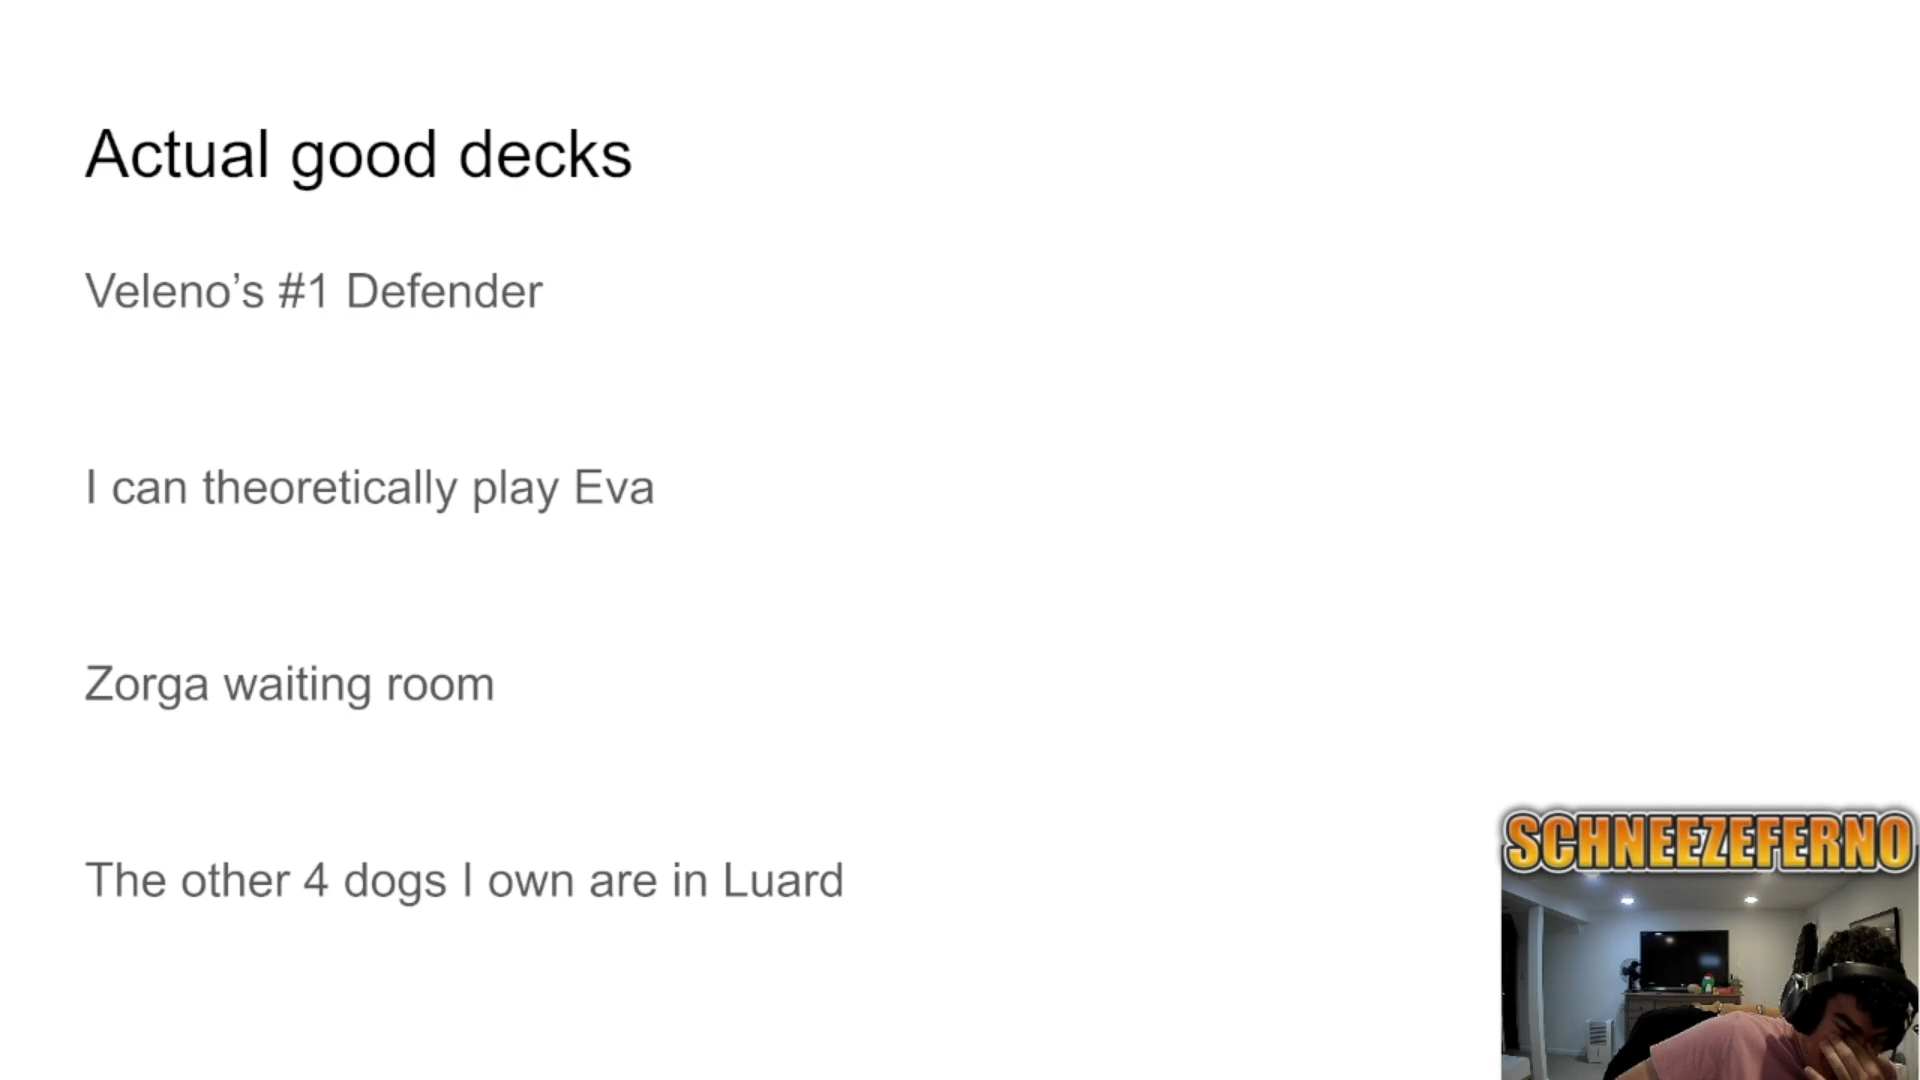 Actual good decks
Veleno’s #1 Defender
I can theoretically play Eva
Zorga waiting room
The other 4 dogs I own are in Luard
SCHNEEZEFERNO